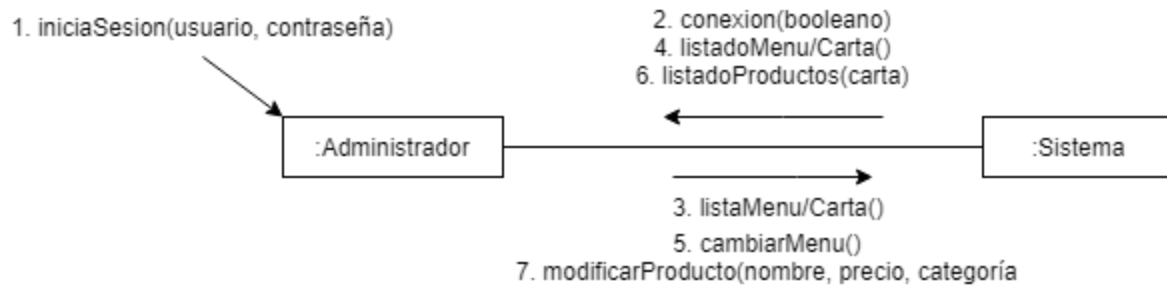 1. iniciaSesion(usuario, contraseña)
2. conexion(booleano)
4. listadoMenu/Carta()
6. listadoProductos(carta)
:Administrador
:Sistema
3. listaMenu/Carta()
5. cambiarMenu()
7. modificarProducto(nombre, precio, categoría